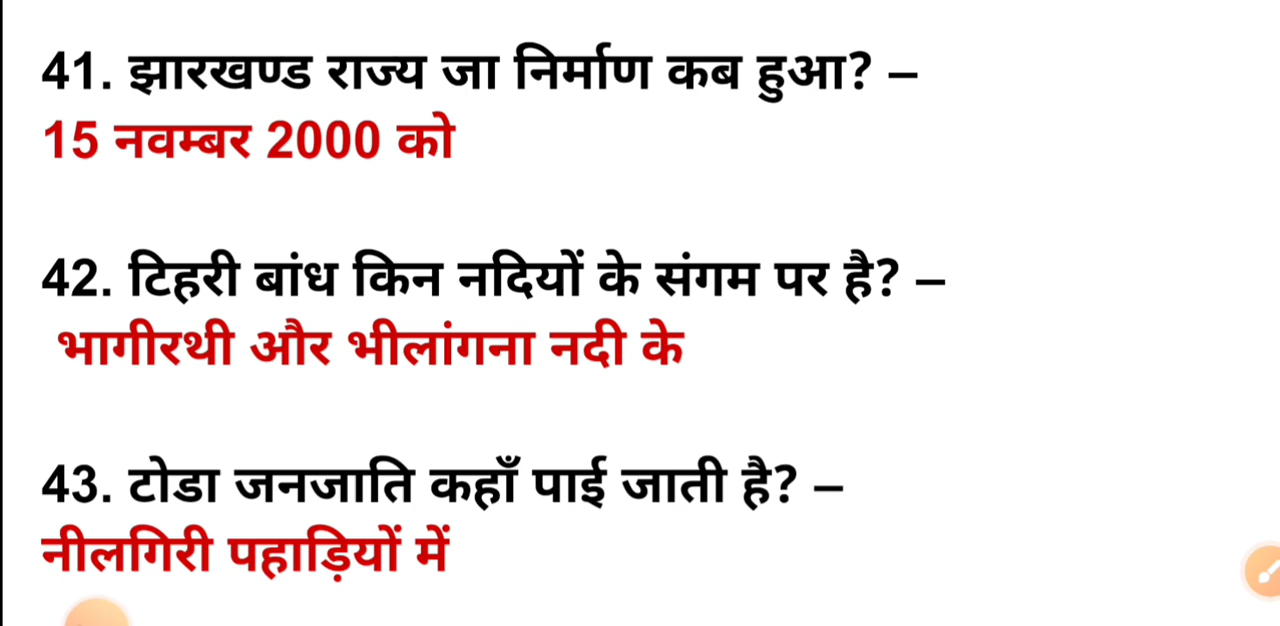 41. झारखण्ड राज्य जा निर्माण कब हुआ? –
15 नवम्बर 2000 को
42. टिहरी बांध किन नदियों के संगम पर है? –
भागीरथी और भीलांगना नदी के
43. टोडा जनजाति कहाँ पाई जाती है? –
नीलगिरी पहाड़ियों में